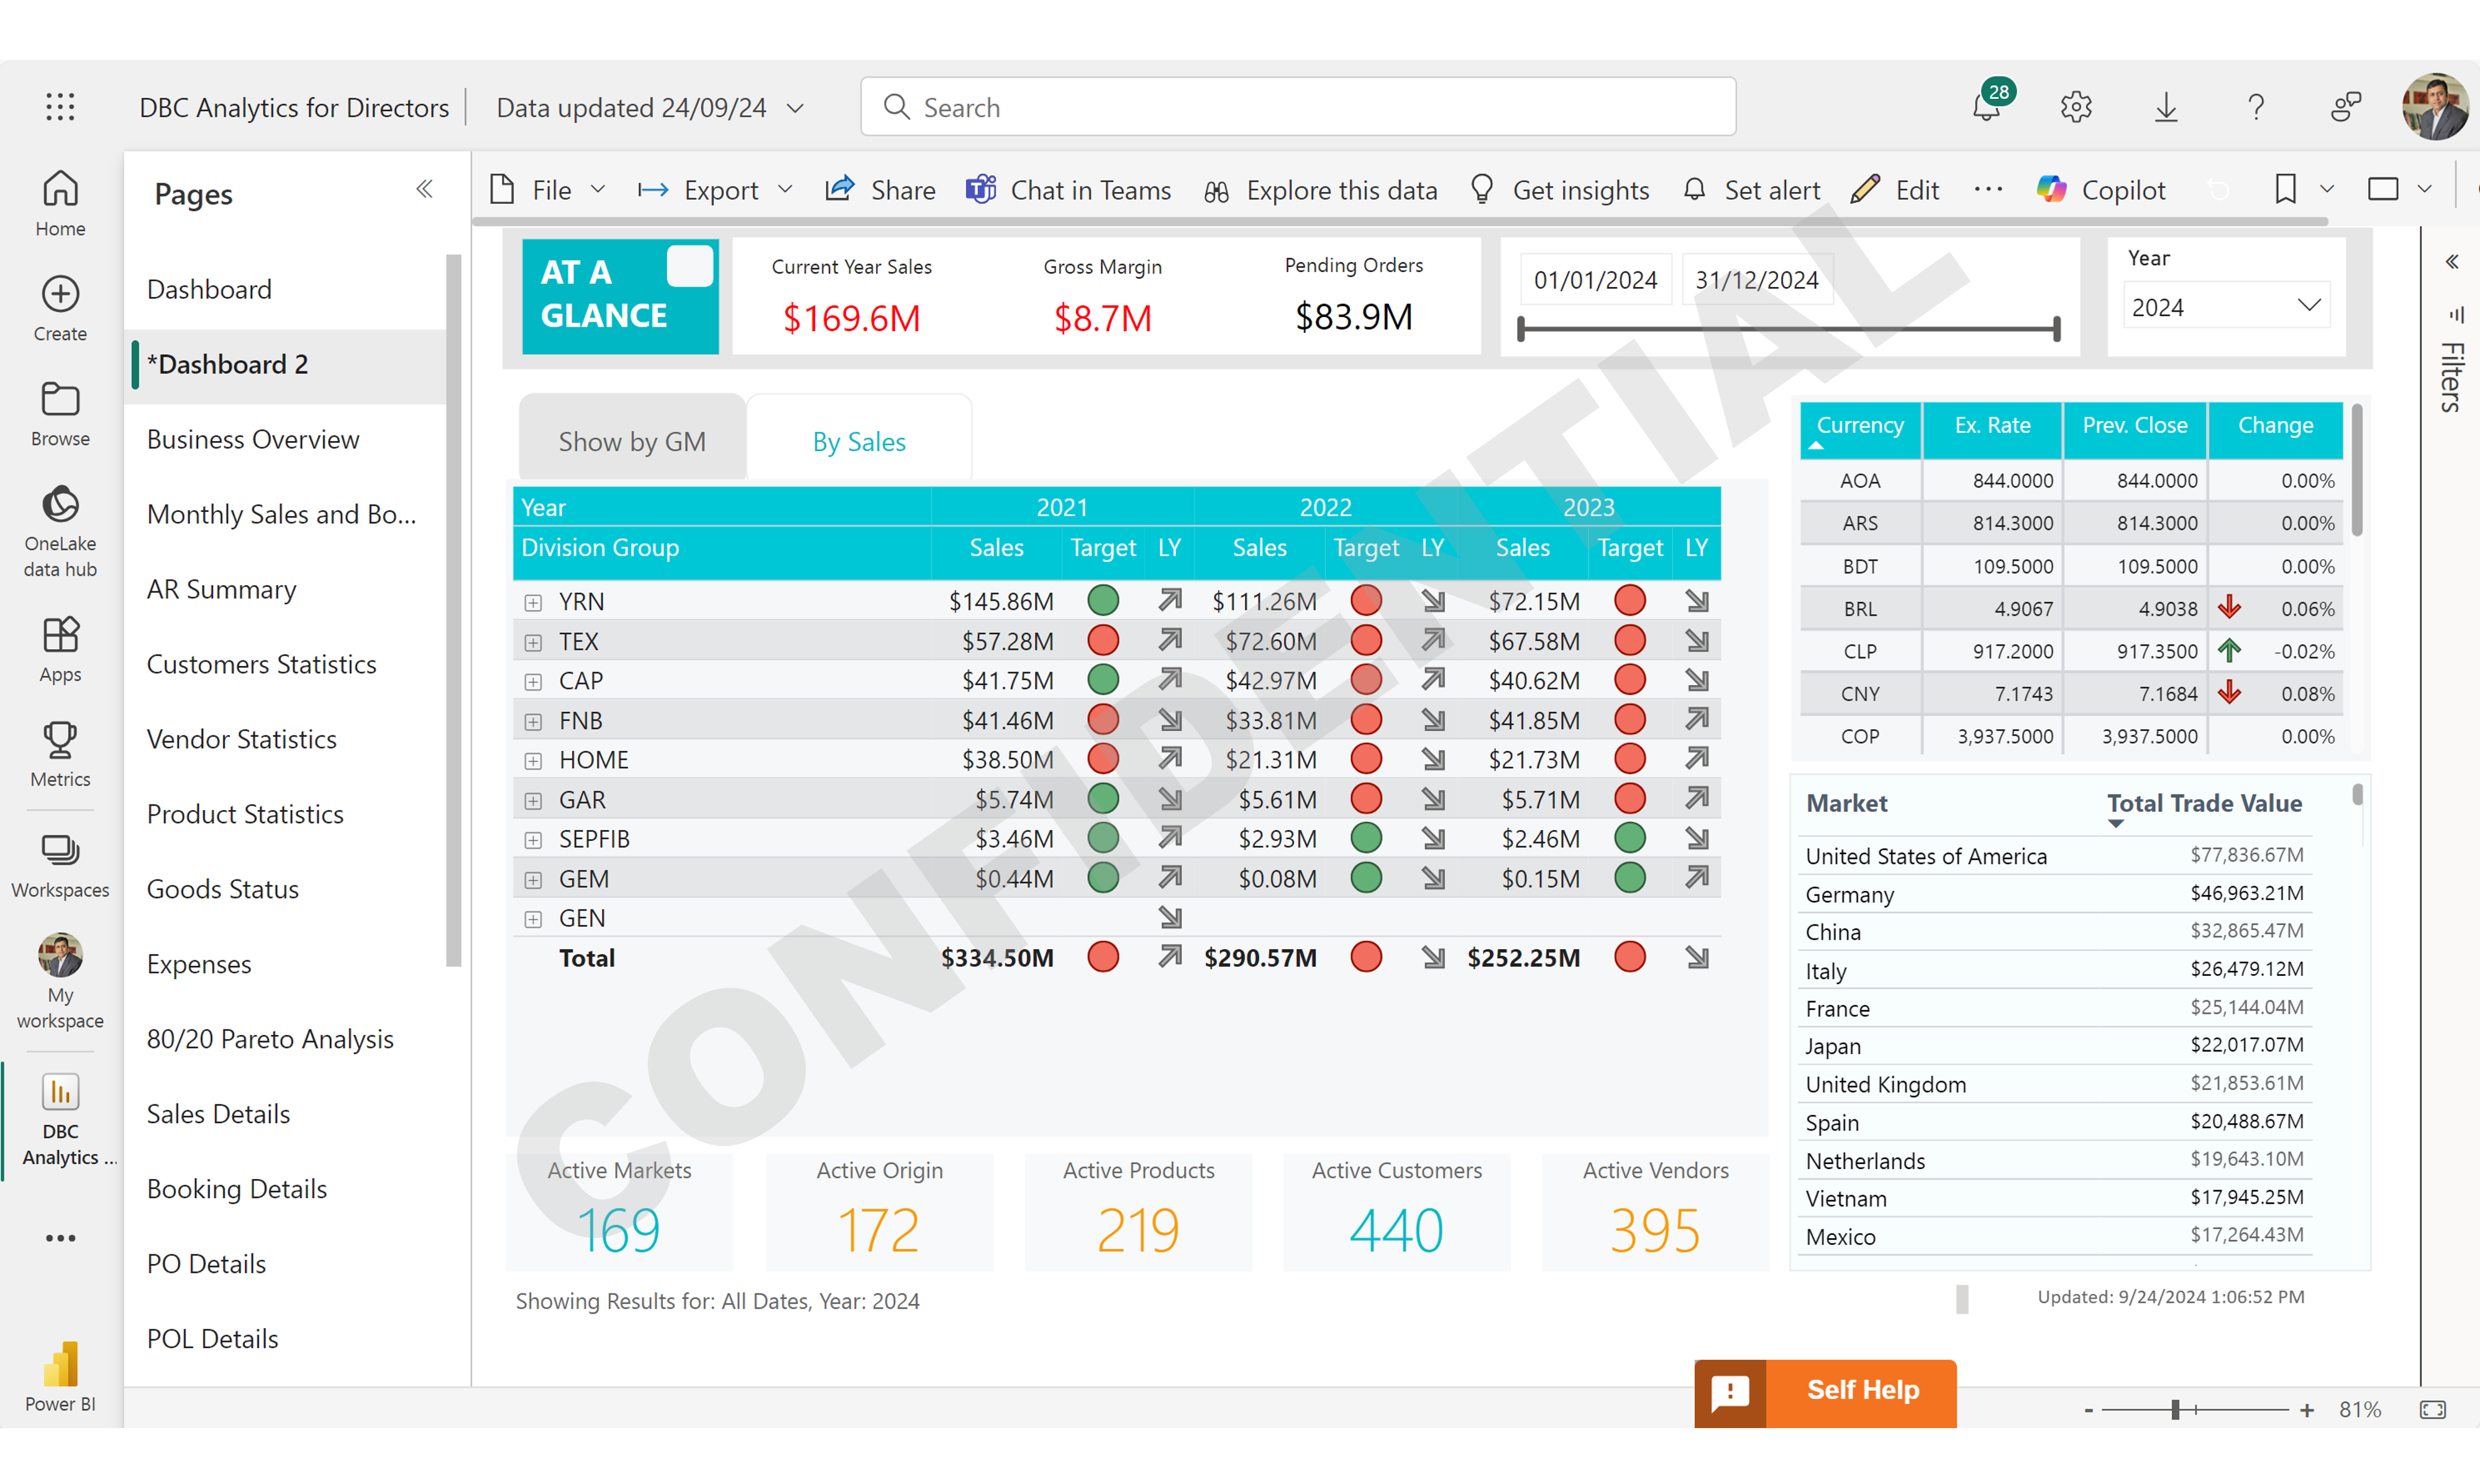 DBC Analytics for Directors
Data updated 24/09/24
Search
28
Home
Create
Browse
OneLake
data hub
Apps
Metrics
Workspaces
My
workspace
DBC
Analytics ...
Power BI
Pages
Dashboard
*Dashboard 2
Business Overview
Monthly Sales and Bo...
AR Summary
Customers Statistics
Vendor Statistics
Product Statistics
Goods Status
Expenses
80/20 Pareto Analysis
Sales Details
Booking Details
PO Details
POL Details
File Export Share Chat in Teams Explore this data Get insights Set alert Edit ... Copilot
AT A
GLANCE
Current Year Sales
$169.6M
Gross Margin
$8.7M
Pending Orders
$83.9M
01/01/2024 31/12/2024
Year
2024
Filters
Show by GM By Sales
Year 2021 2022 2023
Division Group Sales Target LY Sales Target LY Sales Target LY
YRN $145.86M $111.26M $72.15M
TEX $57.28M $72.60M $67.58M
CAP $41.75M $42.97M $40.62M
FNB $41.46M $33.81M $41.85M
HOME $38.50M $21.31M $21.73M
GAR $5.74M $5.61M $5.71M
SEPFIB $3.46M $2.93M $2.46M
GEM $0.44M $0.08M $0.15M
GEN
Total $334.50M $290.57M $252.25M
CONFIDENTIAL
Currency Ex. Rate Prev. Close Change
AOA 844.0000 844.0000 0.00%
ARS 814.3000 814.3000 0.00%
BDT 109.5000 109.5000 0.00%
BRL 4.9067 4.9038 0.06%
CLP 917.2000 917.3500 -0.02%
CNY 7.1743 7.1684 0.08%
COP 3,937.5000 3,937.5000 0.00%
Market Total Trade Value
United States of America $77,836.67M
Germany $46,963.21M
China $32,865.47M
Italy $26,479.12M
France $25,144.04M
Japan $22,017.07M
United Kingdom $21,853.61M
Spain $20,488.67M
Netherlands $19,643.10M
Vietnam $17,945.25M
Mexico $17,264.43M
Active Markets
169
Active Origin
172
Active Products
219
Active Customers
440
Active Vendors
395
Showing Results for: All Dates, Year: 2024
Updated: 9/24/2024 1:06:52 PM
Self Help
- + 81%